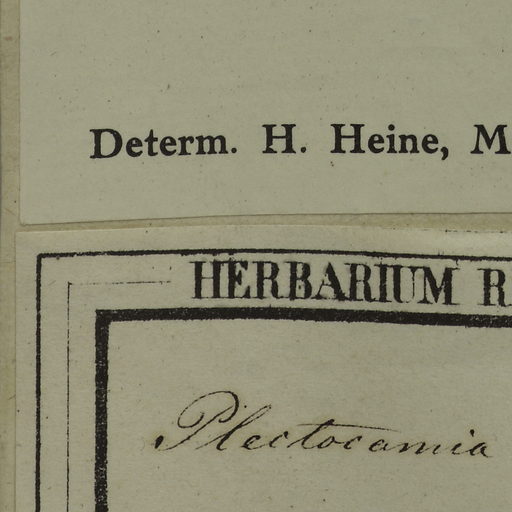 Determ. H. Heine, M
HERBARIUM R
Plectocamia